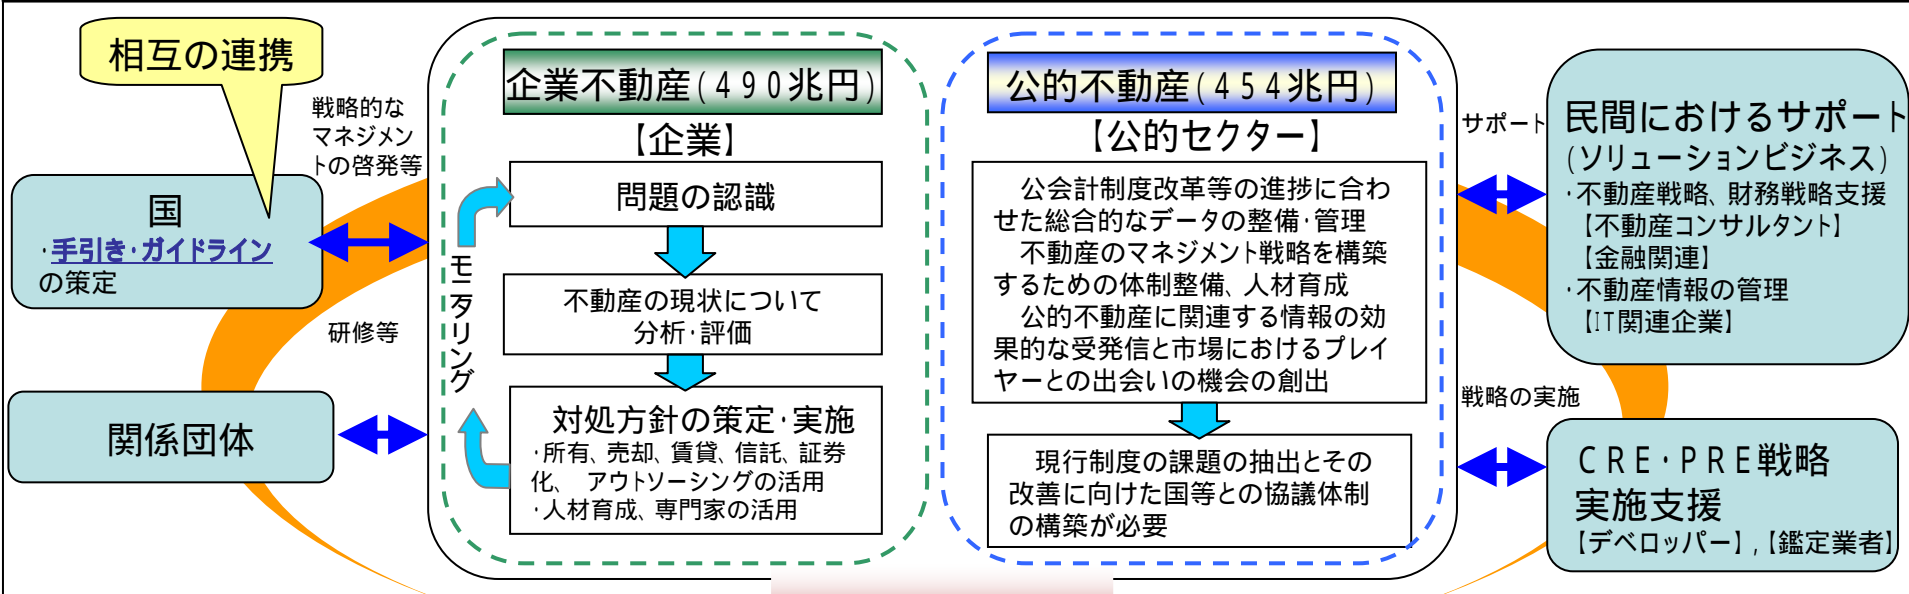 相互の連携
戦略的な
マネジメン
トの啓発等
国
・手引き・ガイドライン
の策定
研修等
関係団体
企業不動産(490兆円)
【企業】
問題の認識
不動産の現状について
分析・評価
対処方針の策定・実施
・所有、売却、賃貸、信託、証券
化、 アウトソーシングの活用
・人材育成、専門家の活用
モニタリング
公的不動産(454兆円)
【公的セクター】
公会計制度改革等の進捗に合わ
せた総合的なデータの整備・管理
不動産のマネジメント戦略を構築
するための体制整備、人材育成
公的不動産に関連する情報の効
果的な受発信と市場におけるプレイ
ヤーとの出会いの機会の創出
現行制度の課題の抽出とその
改善に向けた国等との協議体制
の構築が必要
サポート
民間におけるサポート
(ソリューションビジネス)
・不動産戦略、財務戦略支援
【不動産コンサルタント】
【金融関連】
・不動産情報の管理
【IT関連企業】
戦略の実施
CRE・PRE戦略
実施支援
【デベロッパー】,【鑑定業者】